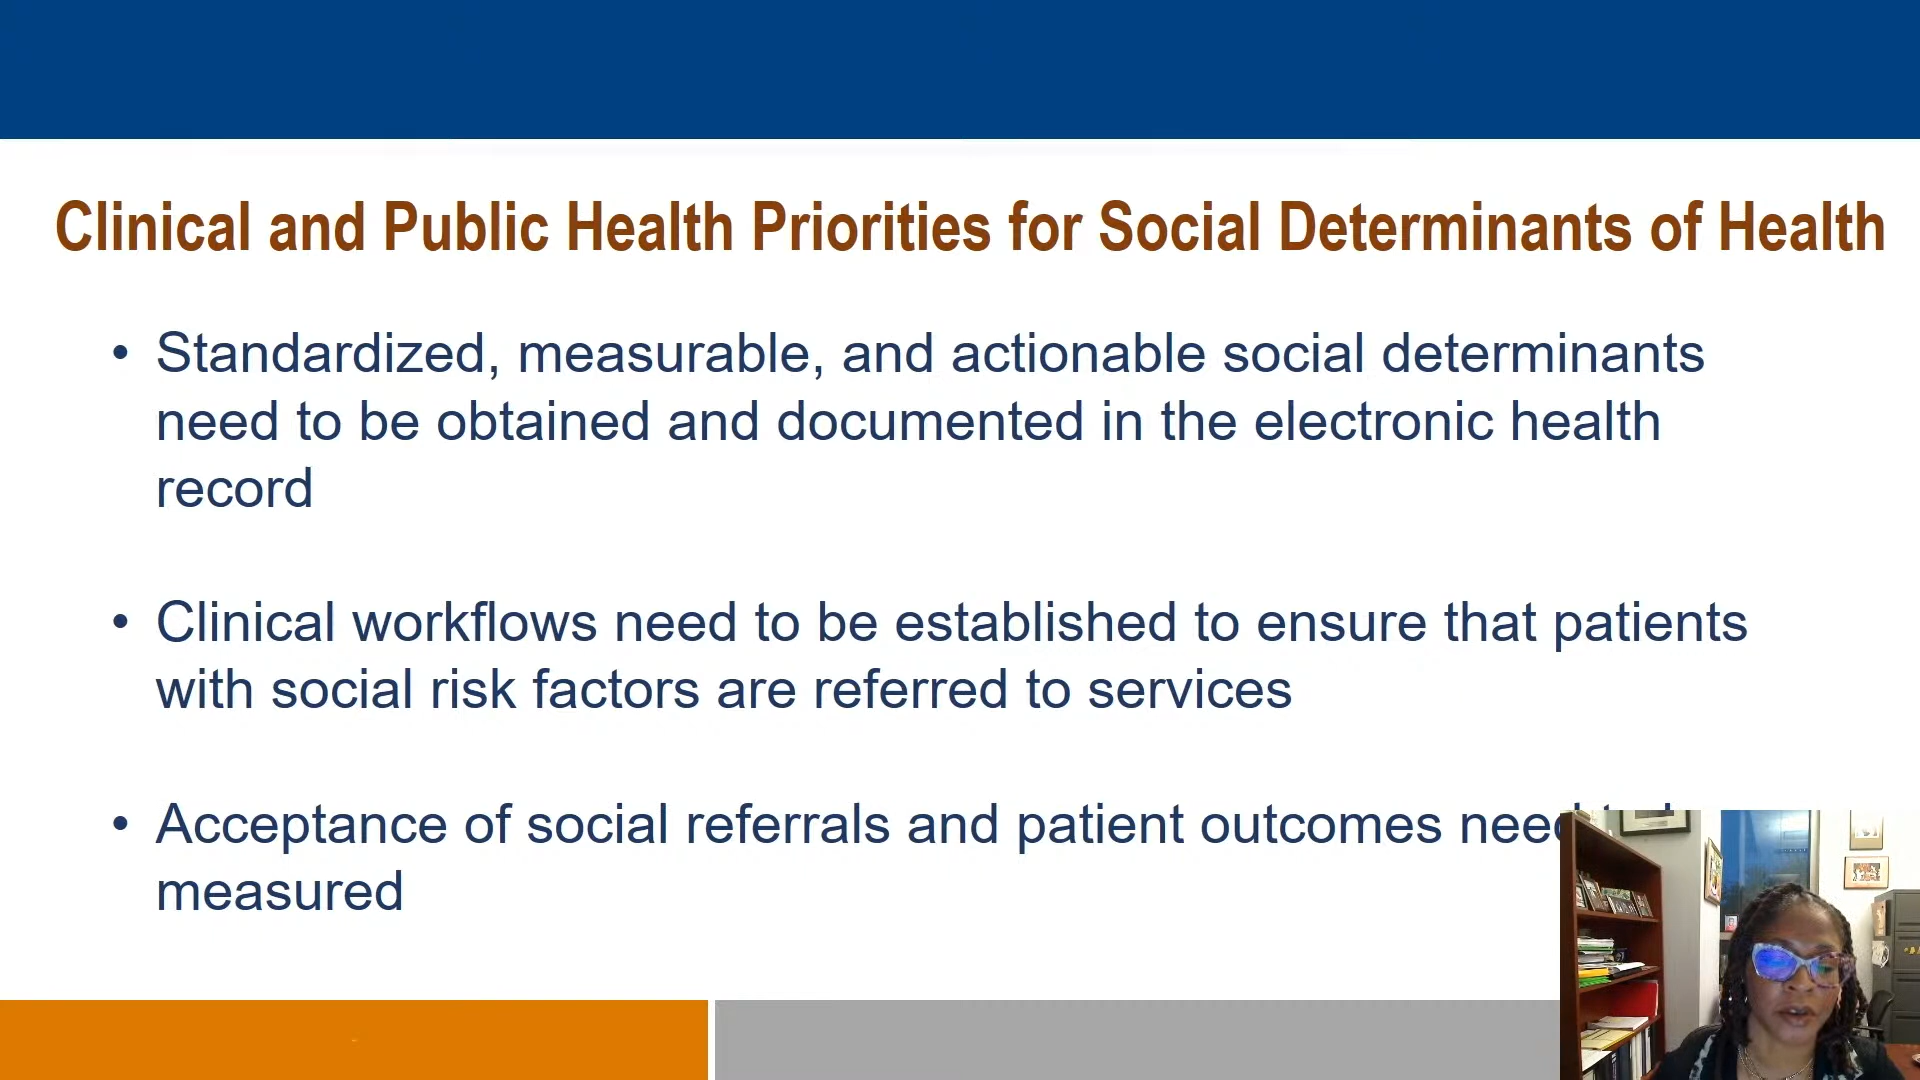 Clinical and Public Health Priorities for Social Determinants of Health
• Standardized, measurable, and actionable social determinants
need to be obtained and documented in the electronic health
record
• Clinical workflows need to be established to ensure that patients
with social risk factors are referred to services
• Acceptance of social referrals and patient outcomes
measured